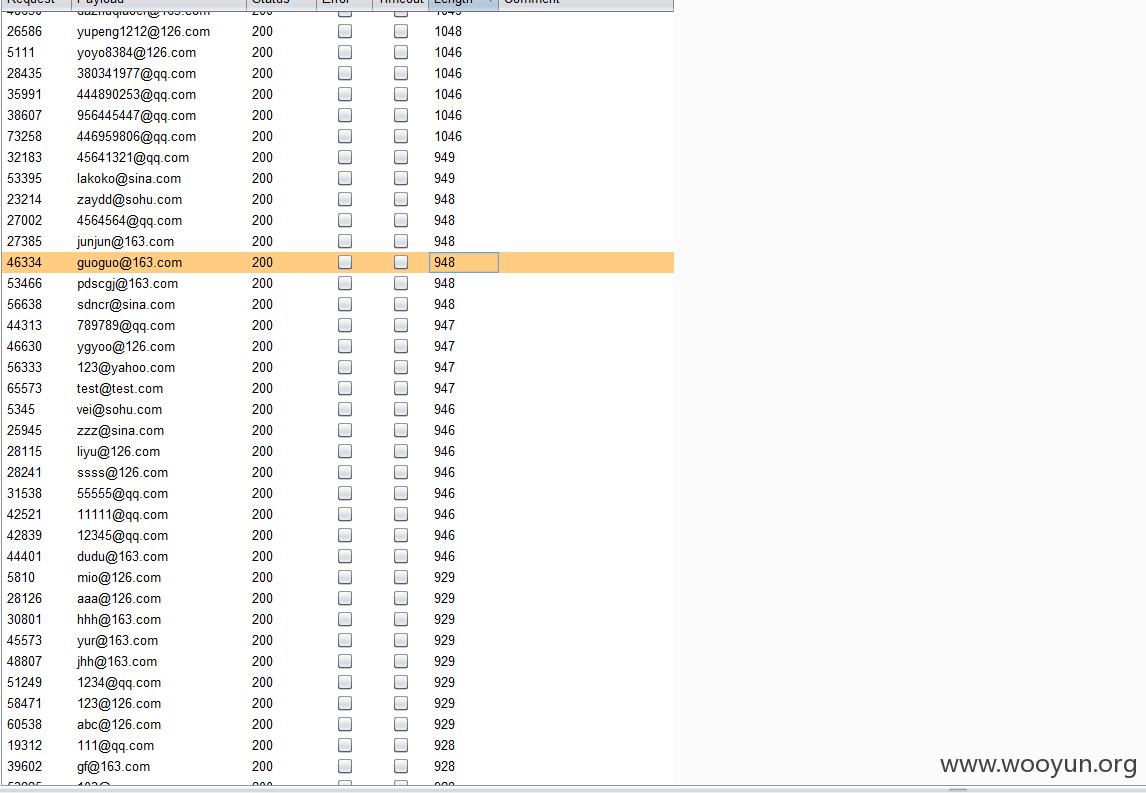 Request Payload Status Error Timeout Length Comment
26586 yupeng1212@126.com 200 1048
5111 yoyo8384@126.com 200 1046
28435 380341977@qq.com 200 1046
35991 444890253@qq.com 200 1046
38607 956445447@qq.com 200 1046
73258 446959806@qq.com 200 1046
32183 45641321@qq.com 200 949
53395 lakoko@sina.com 200 949
23214 zaydd@sohu.com 200 948
27002 4564564@qq.com 200 948
27385 junjun@163.com 200 948
46334 guoguo@163.com 200 948
53466 pdscgj@163.com 200 948
56638 sdncr@sina.com 200 948
44313 789789@qq.com 200 947
46630 ygyoo@126.com 200 947
56333 123@yahoo.com 200 947
65573 test@test.com 200 947
5345 vei@sohu.com 200 946
25945 zzz@sina.com 200 946
28115 liyu@126.com 200 946
28241 ssss@126.com 200 946
31538 55555@qq.com 200 946
42521 11111@qq.com 200 946
42839 12345@qq.com 200 946
44401 dudu@163.com 200 946
5810 mio@126.com 200 929
28126 aaa@126.com 200 929
30801 hhh@163.com 200 929
45573 yur@163.com 200 929
48807 jhh@163.com 200 929
51249 1234@qq.com 200 929
58471 123@126.com 200 929
60538 abc@126.com 200 929
19312 111@qq.com 200 928
39602 gf@163.com 200 928
www.wooyun.org